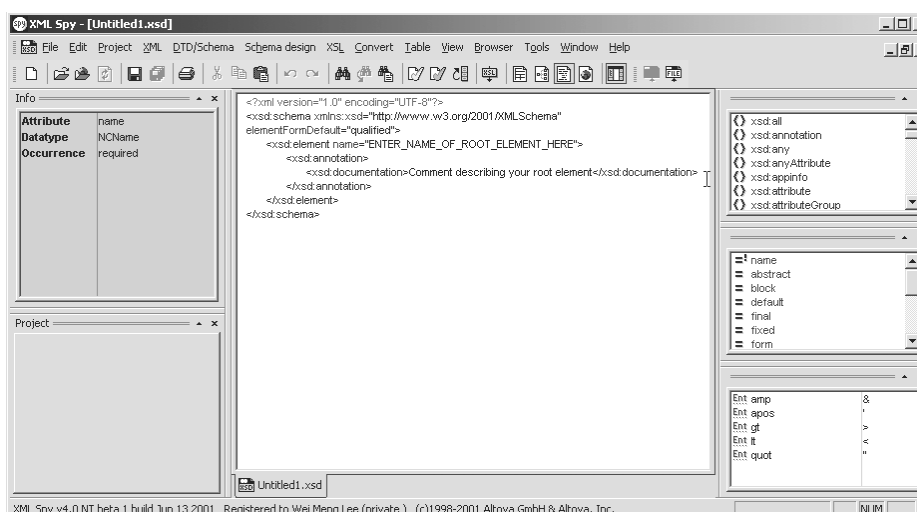 XML Spy - [Untitled1.xsd]
File Edit Project XML DTD/Schema Schema design XSL Convert Table View Browser Tools Window Help
Info
Attribute name
Datatype NCName
Occurrence required
Project
<?xml version="1.0" encoding="UTF-8"?>
<xsd:schema xmlns:xsd="http://www.w3.org/2001/XMLSchema"
elementFormDefault="qualified">
<xsd:element name="ENTER_NAME_OF_ROOT_ELEMENT_HERE">
<xsd:annotation>
<xsd:documentation>Comment describing your root element</xsd:documentation>
</xsd:annotation>
</xsd:element>
</xsd:schema>
Untitled1.xsd
xsd:all
xsd:annotation
xsd:any
xsd:anyAttribute
xsd:appinfo
xsd:attribute
xsd:attributeGroup
name
abstract
block
default
final
fixed
form
Ent amp &
Ent apos '
Ent gt >
Ent lt <
Ent quot "
XML Spy v4.0 NT beta 1 build Jun 13 2001 Registered to Wei Meng Lee (private) (c)1998-2001 Altova GmbH & Altova, Inc. NUM